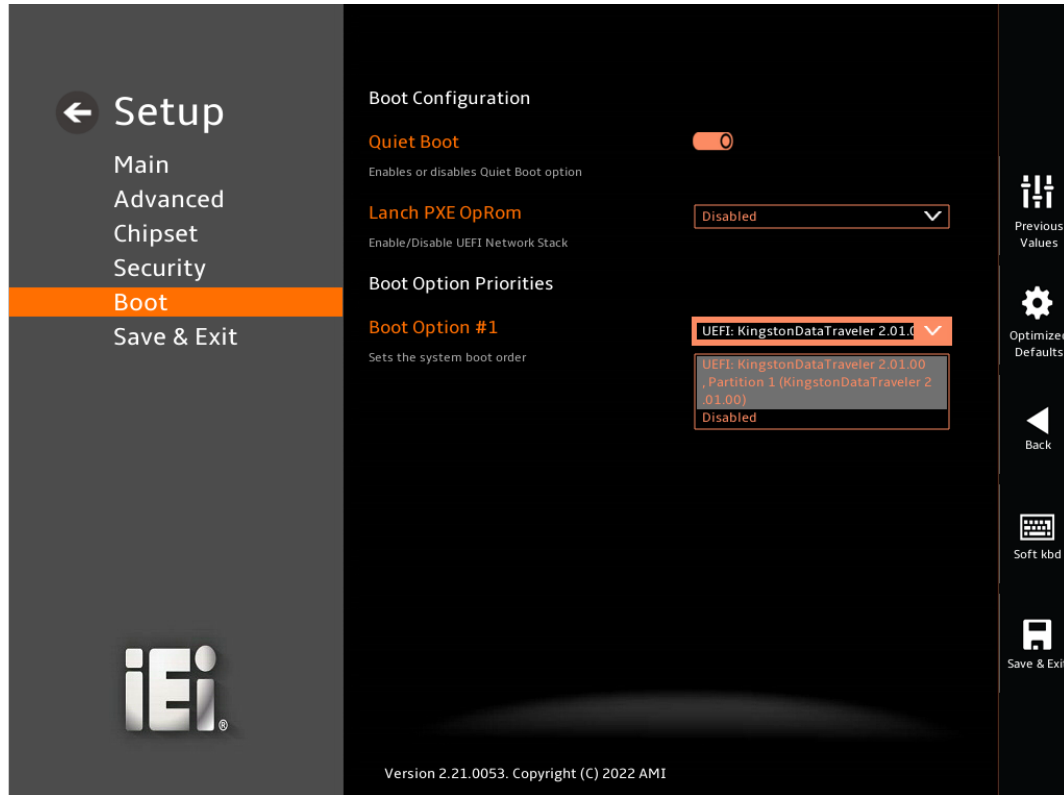 Setup
Main
Advanced
Chipset
Security
Boot
Save & Exit
iEi®
Boot Configuration
Quiet Boot
Enables or disables Quiet Boot option
Lanch PXE OpRom
Disabled
Enable/Disable UEFI Network Stack
Boot Option Priorities
Boot Option #1
UEFI: KingstonDataTraveler 2.01.0
Sets the system boot order
UEFI: KingstonDataTraveler 2.01.00
, Partition 1 (KingstonDataTraveler 2
.01.00)
Disabled
Version 2.21.0053. Copyright (C) 2022 AMI
Previous
Values
Optimized
Defaults
Back
Soft kbd
Save & Exit